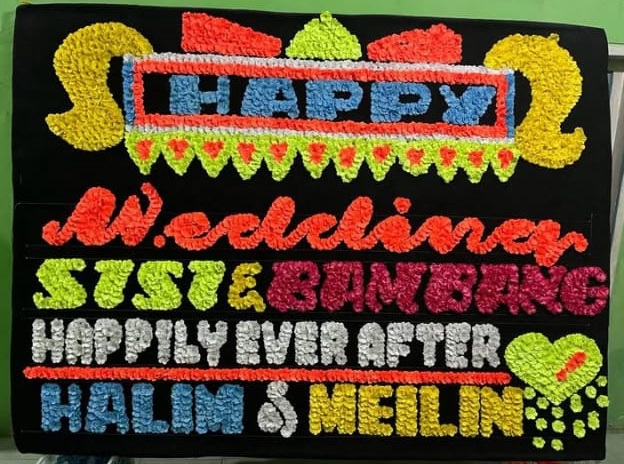 HAPPY
Wedding
SISI & BAMBANG
HAPPILY EVER AFTER
HALIM & MEILIN